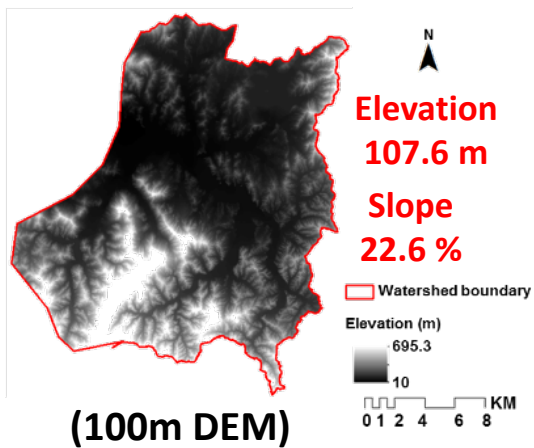 N
Elevation
107.6 m
Slope
22.6 %
Watershed boundary
Elevation (m)
695.3
10
KM
0 1 2 4 6 8
(100m DEM)